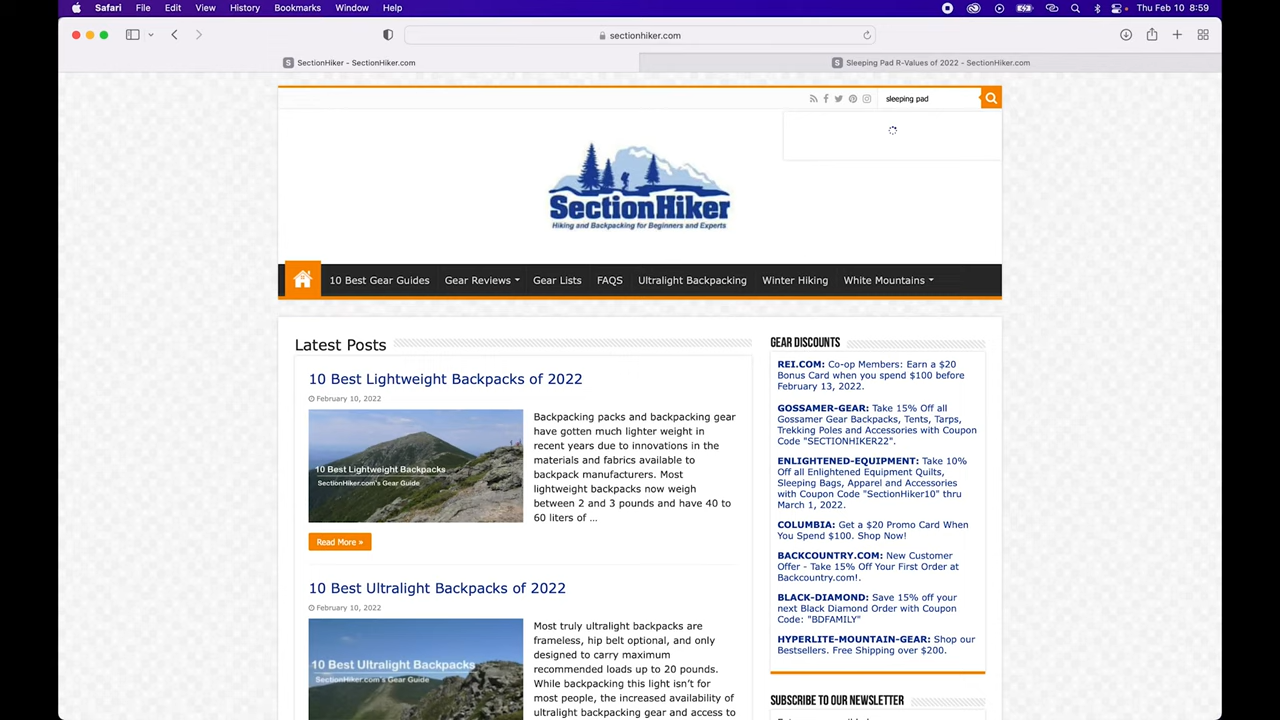 Safari File Edit View History Bookmarks Window Help Thu Feb 10 8:59
sectionhiker.com
S SectionHiker - SectionHiker.com
S Sleeping Pad R-Values of 2022 - SectionHiker.com
sleeping pad
SectionHiker
Hiking and Backpacking for Beginners and Experts
10 Best Gear Guides Gear Reviews Gear Lists FAQS Ultralight Backpacking Winter Hiking White Mountains
Latest Posts
10 Best Lightweight Backpacks of 2022
February 10, 2022
10 Best Lightweight Backpacks
SectionHiker.com's Gear Guide
Backpacking packs and backpacking gear
have gotten much lighter weight in
recent years due to innovations in the
materials and fabrics available to
backpack manufacturers. Most
lightweight backpacks now weigh
between 2 and 3 pounds and have 40 to
60 liters of ...
Read More »
10 Best Ultralight Backpacks of 2022
February 10, 2022
10 Best Ultralight Backpacks
SectionHiker.com's Gear Guide
Most truly ultralight backpacks are
frameless, hip belt optional, and only
designed to carry maximum
recommended loads up to 20 pounds.
While backpacking this light isn't for
most people, the increased availability of
ultralight backpacking gear and access to
GEAR DISCOUNTS
REI.COM: Co-op Members: Earn a $20
Bonus Card when you spend $100 before
February 13, 2022.
GOSSAMER-GEAR: Take 15% Off all
Gossamer Gear Backpacks, Tents, Tarps,
Trekking Poles and Accessories with Coupon
Code "SECTIONHIKER22".
ENLIGHTENED-EQUIPMENT: Take 10%
Off all Enlightened Equipment Quilts,
Sleeping Bags, Apparel and Accessories
with Coupon Code "SectionHiker10" thru
March 1, 2022.
COLUMBIA: Get a $20 Promo Card When
You Spend $100. Shop Now!
BACKCOUNTRY.COM: New Customer
Offer - Take 15% Off Your First Order at
Backcountry.com!.
BLACK-DIAMOND: Save 15% off your
next Black Diamond Order with Coupon
Code: "BDFAMILY"
HYPERLITE-MOUNTAIN-GEAR: Shop our
Bestsellers. Free Shipping over $200.
SUBSCRIBE TO OUR NEWSLETTER